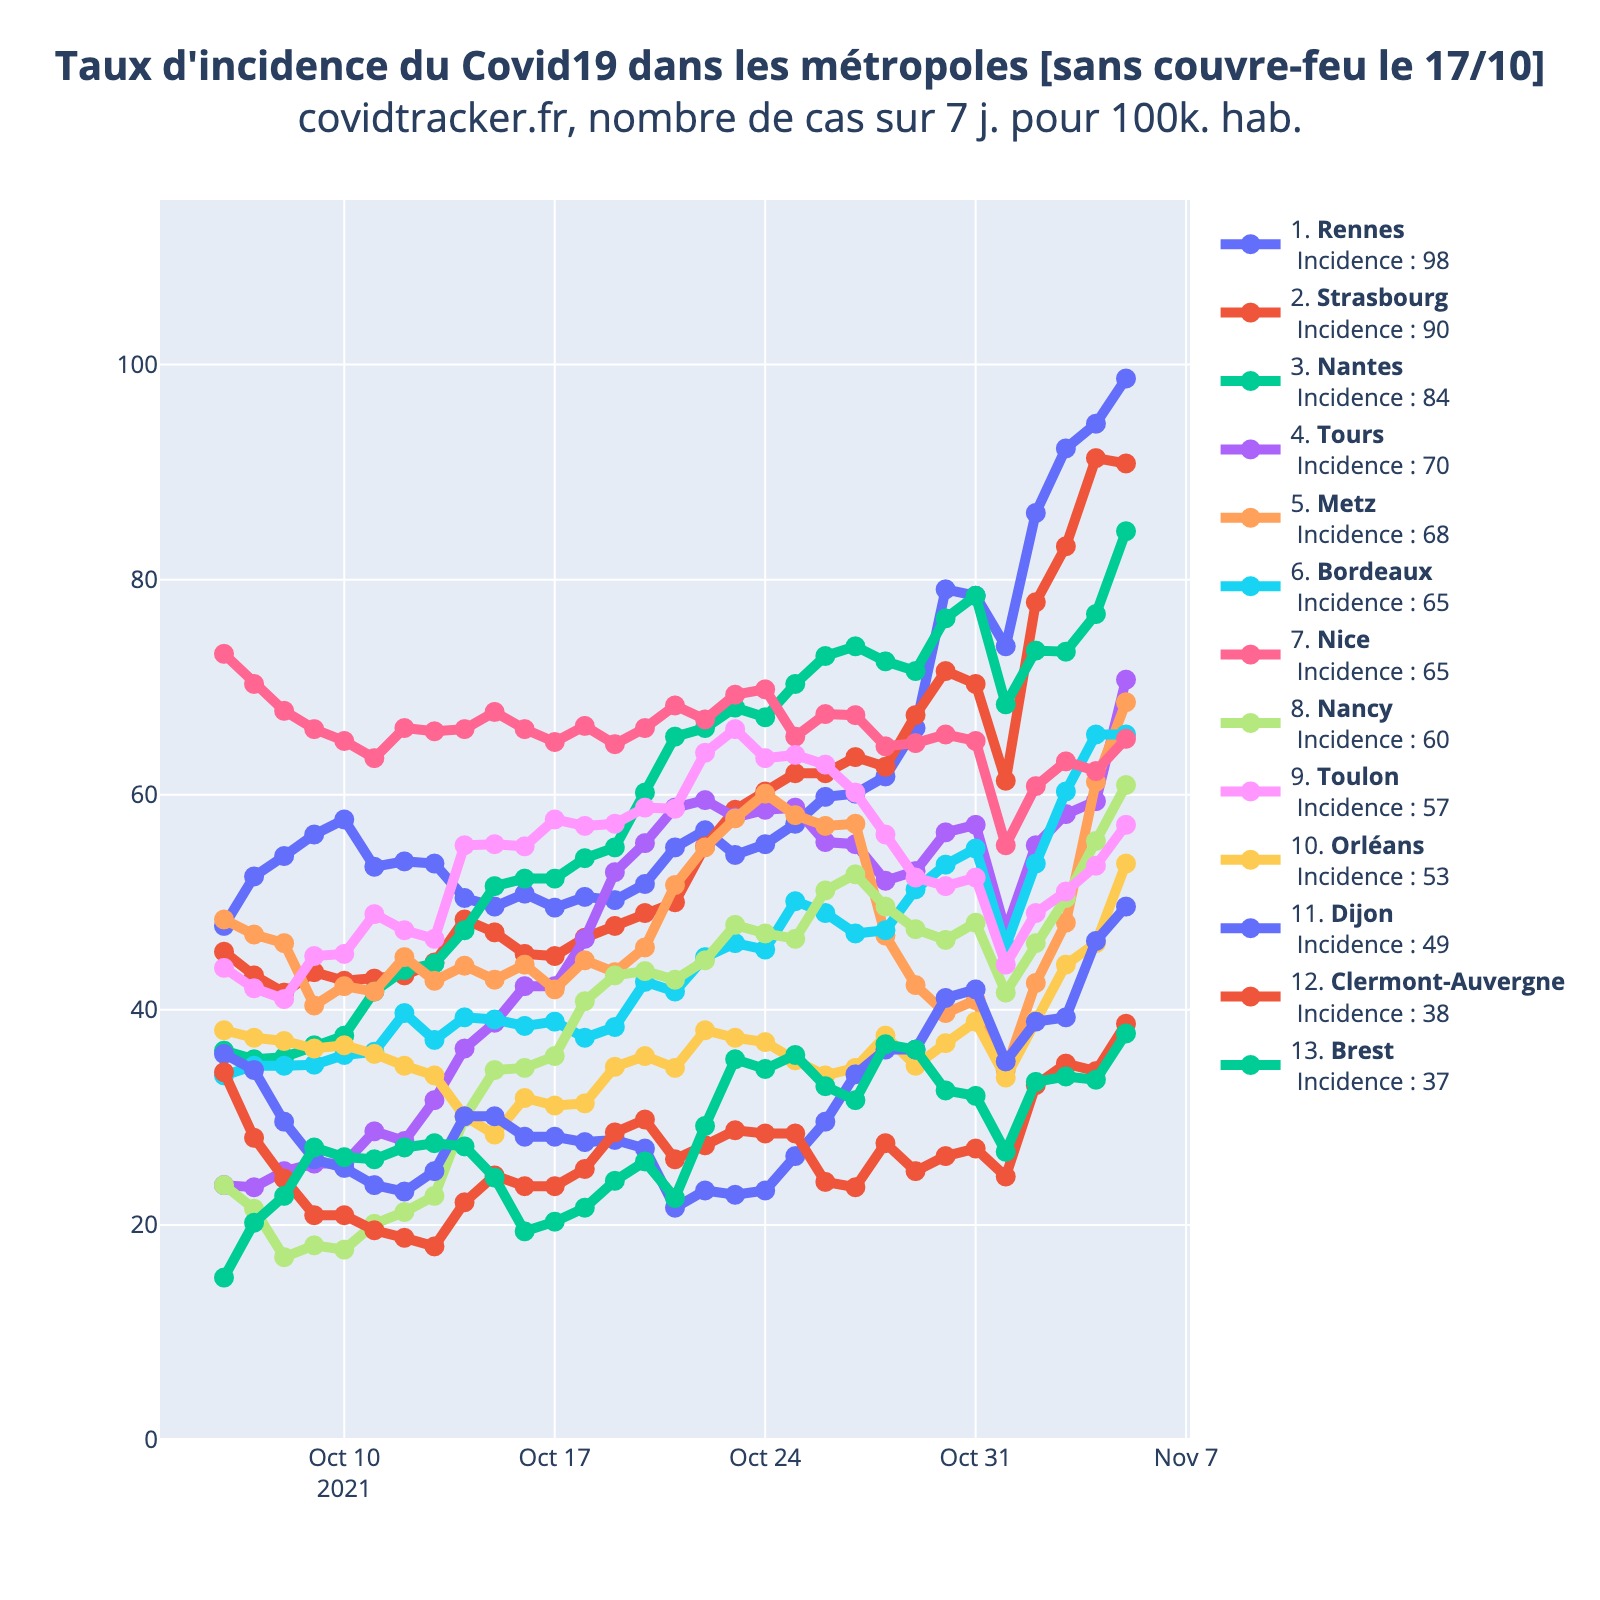 Taux d'incidence du Covid19 dans les métropoles [sans couvre-feu le 17/10]
covidtracker.fr, nombre de cas sur 7 j. pour 100k. hab.
100
80
60
40
20
0
Oct 10
2021
Oct 17
Oct 24
Oct 31
Nov 7
1. Rennes
Incidence : 98
2. Strasbourg
Incidence : 90
3. Nantes
Incidence : 84
4. Tours
Incidence : 70
5. Metz
Incidence : 68
6. Bordeaux
Incidence : 65
7. Nice
Incidence : 65
8. Nancy
Incidence : 60
9. Toulon
Incidence : 57
10. Orléans
Incidence : 53
11. Dijon
Incidence : 49
12. Clermont-Auvergne
Incidence : 38
13. Brest
Incidence : 37